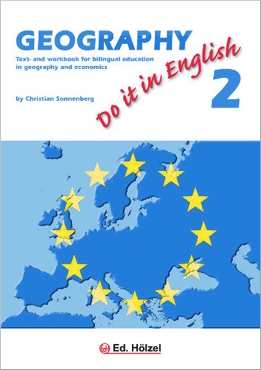 GEOGRAPHY
Text- and workbook for bilingual education
in geography and economics
by Christian Sonnenberg
Do it in English
2
Ed. Hölzel